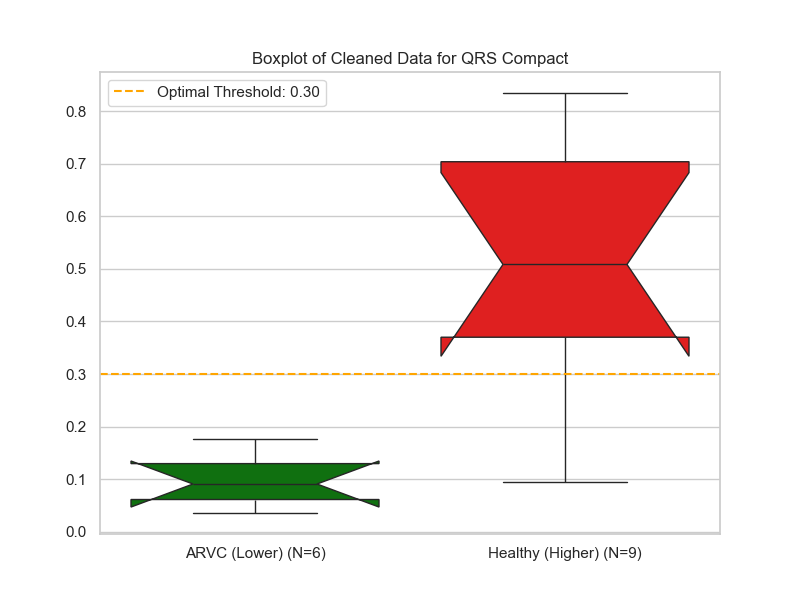 Boxplot of Cleaned Data for QRS Compact
Optimal Threshold: 0.30
0.8
0.7
0.6
0.5
0.4
0.3
0.2
0.1
0.0
ARVC (Lower) (N=6)
Healthy (Higher) (N=9)